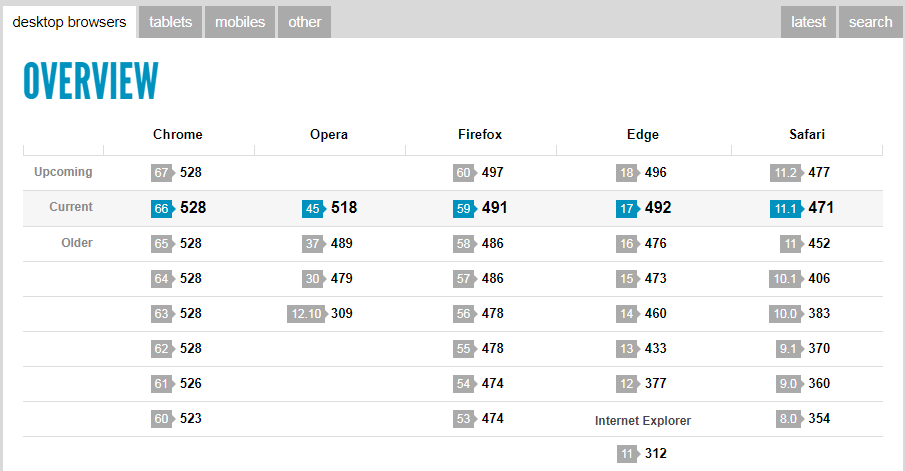 desktop browsers tablets mobiles other latest search
OVERVIEW
Chrome Opera Firefox Edge Safari
Upcoming 67 528 60 497 18 496 11.2 477
Current 66 528 45 518 59 491 17 492 11.1 471
Older 65 528 37 489 58 486 16 476 11 452
64 528 30 479 57 486 15 473 10.1 406
63 528 12.10 309 56 478 14 460 10.0 383
62 528 55 478 13 433 9.1 370
61 526 54 474 12 377 9.0 360
60 523 53 474 Internet Explorer 8.0 354
11 312